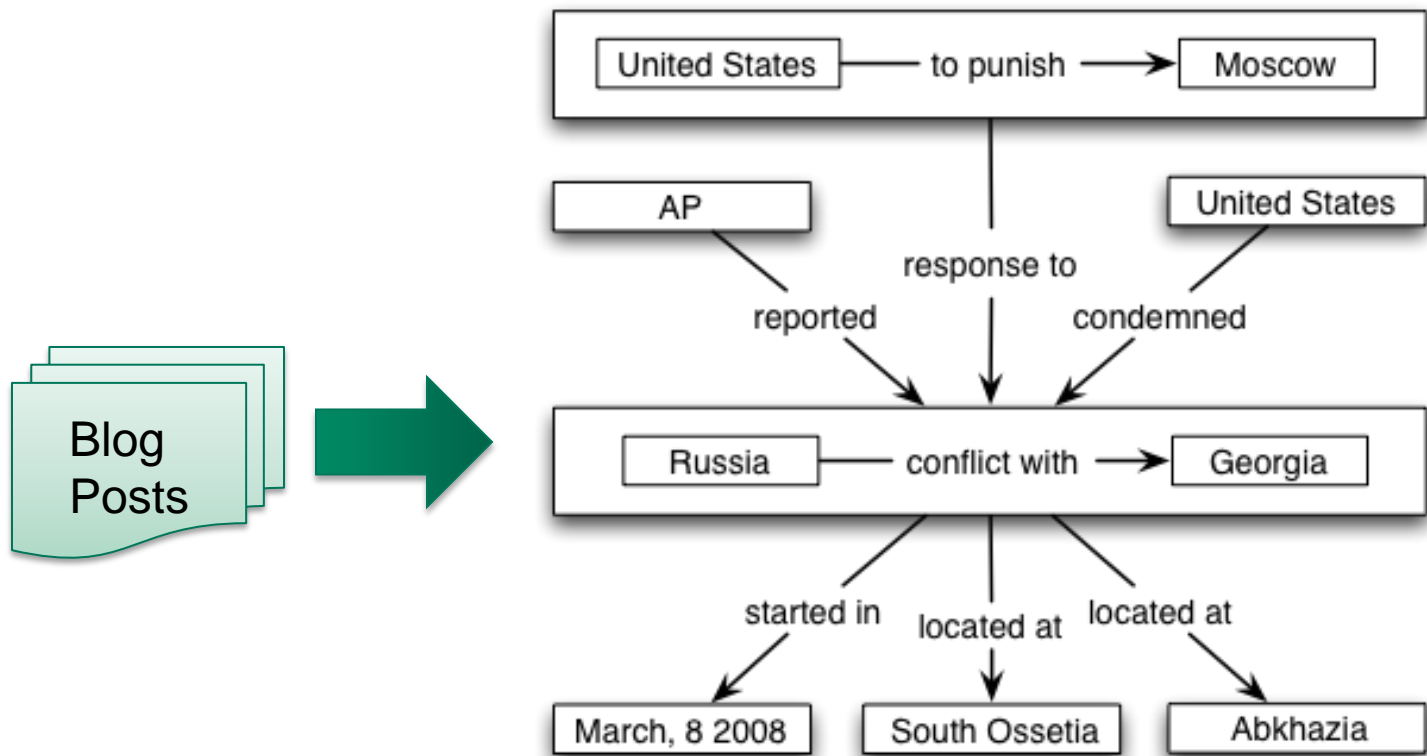 United States to punish Moscow
AP
United States
response to
reported
condemned
Blog
Posts
Russia conflict with Georgia
started in
located at
located at
March, 8 2008
South Ossetia
Abkhazia